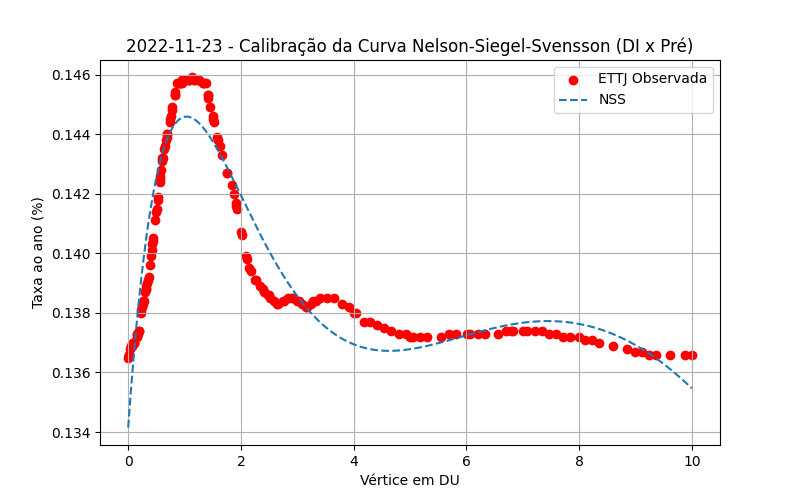 2022-11-23 - Calibração da Curva Nelson-Siegel-Svensson (DI x Pré)
ETTJ Observada
NSS
Taxa ao ano (%)
0.146
0.144
0.142
0.140
0.138
0.136
0.134
0
2
4
6
8
10
Vértice em DU